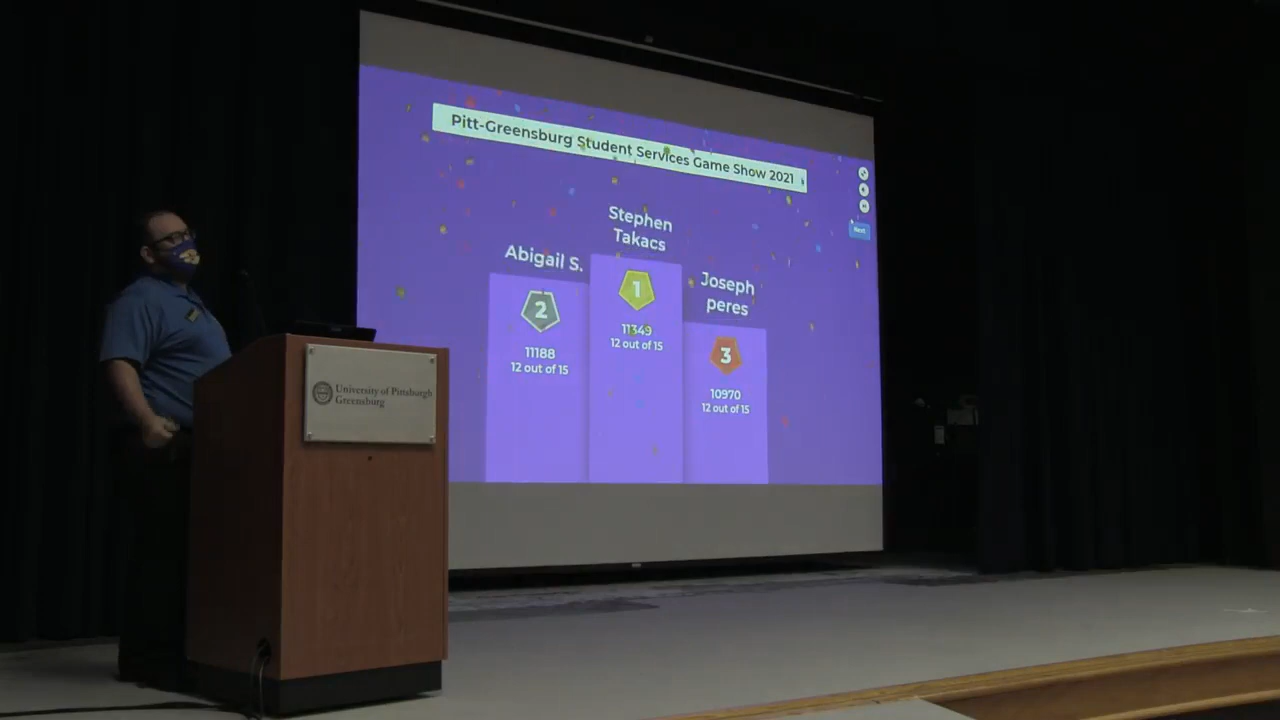 Pitt-Greensburg Student Services Game Show 2021
Next
Stephen
Takacs
Abigail S.
Joseph
peres
1
2
3
11349
12 out of 15
11188
12 out of 15
10970
12 out of 15
University of Pittsburgh
Greensburg